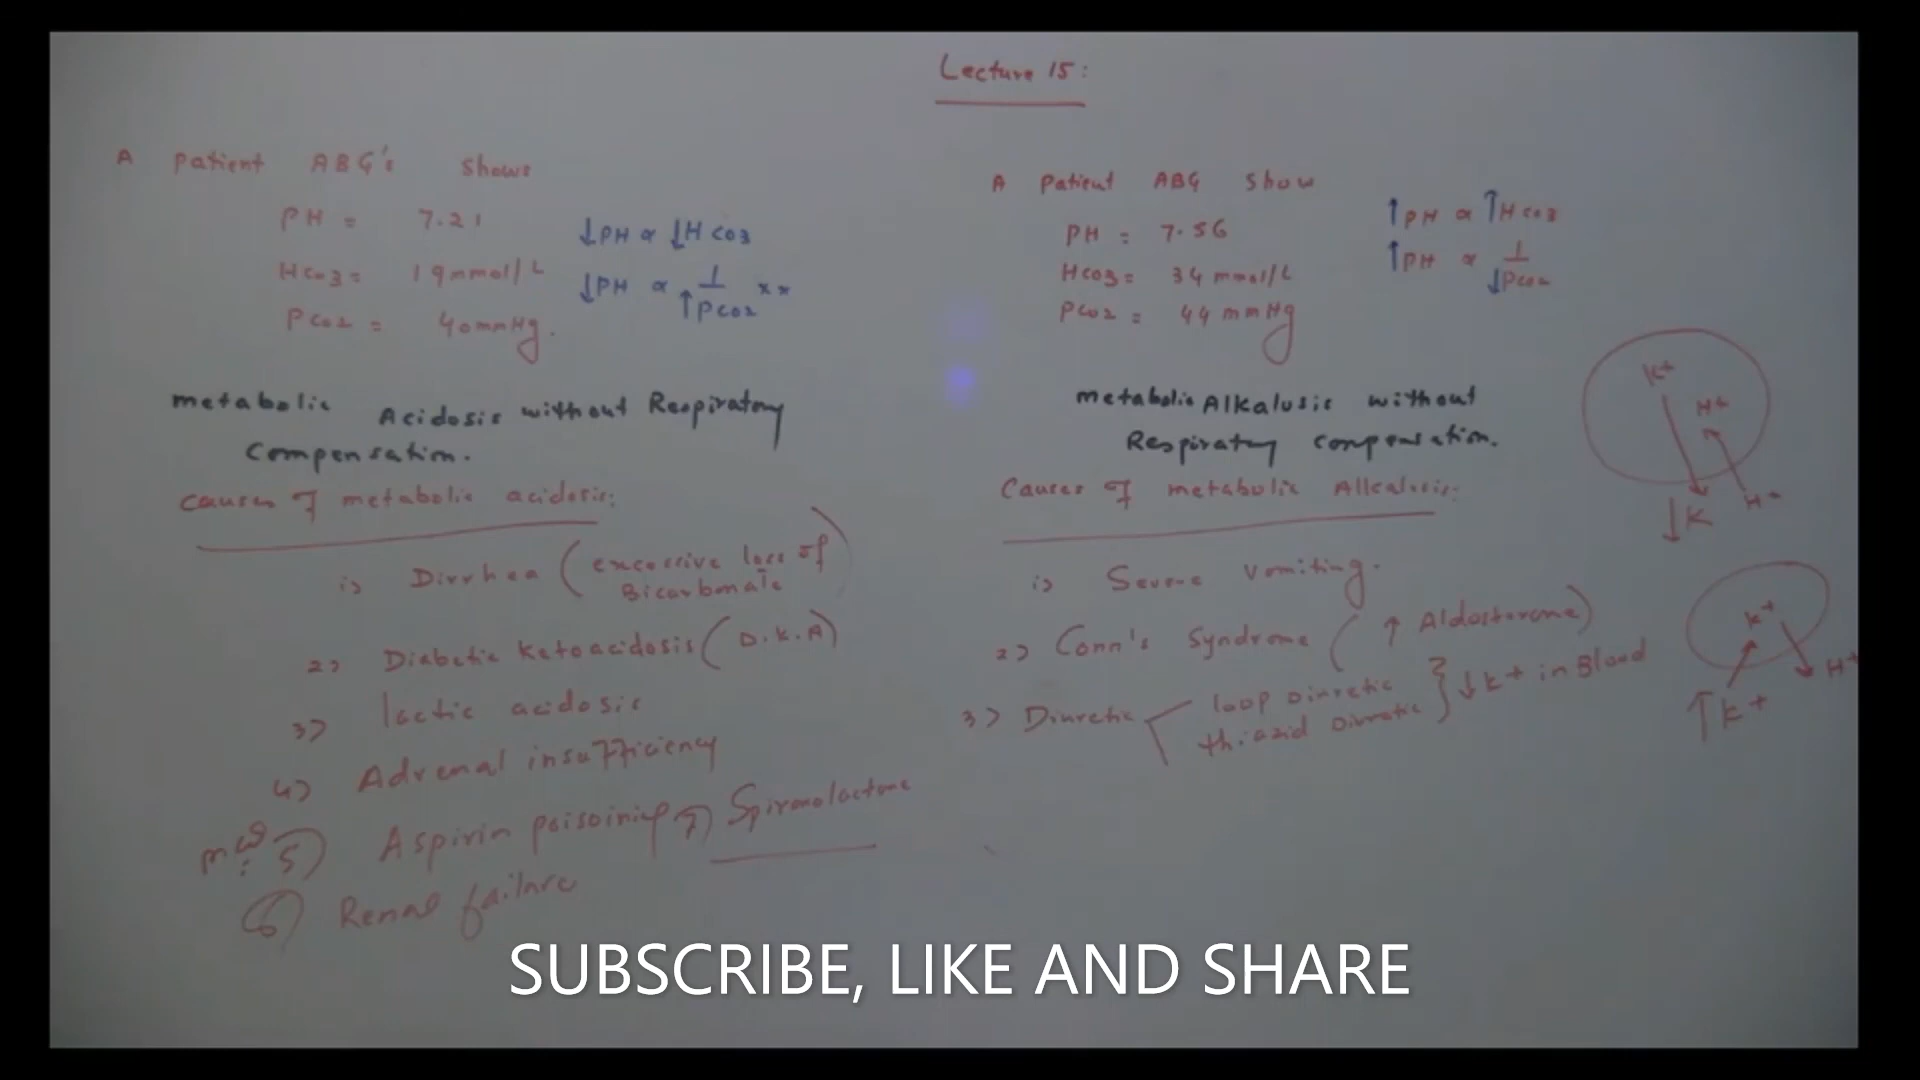 Lecture 15:
A patient ABG's shows
PH = 7.21
HCO3 = 19 mmol/L
PCO2 = 40 mmHg.
↓PH ∝ ↓HCO3
↓PH ∝ 1/↑PCO2 xx
metabolic Acidosis without Respiratory
Compensation.
causes of metabolic acidosis:
1) Dirrhea (excessive loss of
Bicarbonate)
2) Diabetic Ketoacidosis (D.K.A)
3) lactic acidosis
4) Adrenal insufficiency
5) Aspirin poisoining 7) Spironolactone
6) Renal failure
A patient ABG show
PH = 7.56
HCO3 = 34 mmol/L
PCO2 = 44 mmHg
↑PH ∝ ↑HCO3
↑PH ∝ 1/↓PCO2
metabolic Alkalosis without
Respiratory compensation.
Causes of metabolic Alkalosis:
1) Severe vomiting.
2) Conn's Syndrome (↑ Aldosterone)
3) Diuretic loop Diuretic
thiazid Diuretic } ↓K+ in Blood
K+
H+
H+
↓K
K+
H+
↑K+
SUBSCRIBE, LIKE AND SHARE